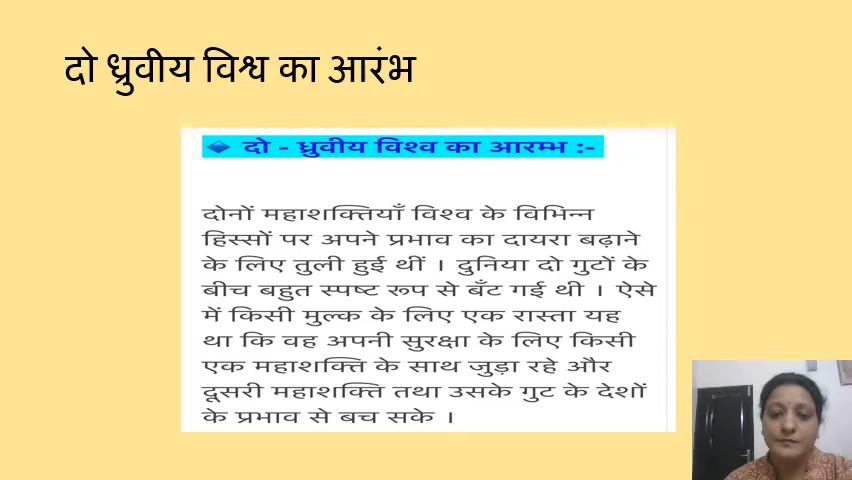 दो ध्रुवीय विश्व का आरंभ
दो - ध्रुवीय विश्व का आरम्भ :-
दोनों महाशक्तियाँ विश्व के विभिन्न
हिस्सों पर अपने प्रभाव का दायरा बढ़ाने
के लिए तुली हुई थीं । दुनिया दो गुटों के
बीच बहुत स्पष्ट रूप से बँट गई थी । ऐसे
में किसी मुल्क के लिए एक रास्ता यह
था कि वह अपनी सुरक्षा के लिए किसी
एक महाशक्ति के साथ जुड़ा रहे और
दूसरी महाशक्ति तथा उसके गुट के देशों
के प्रभाव से बच सके ।